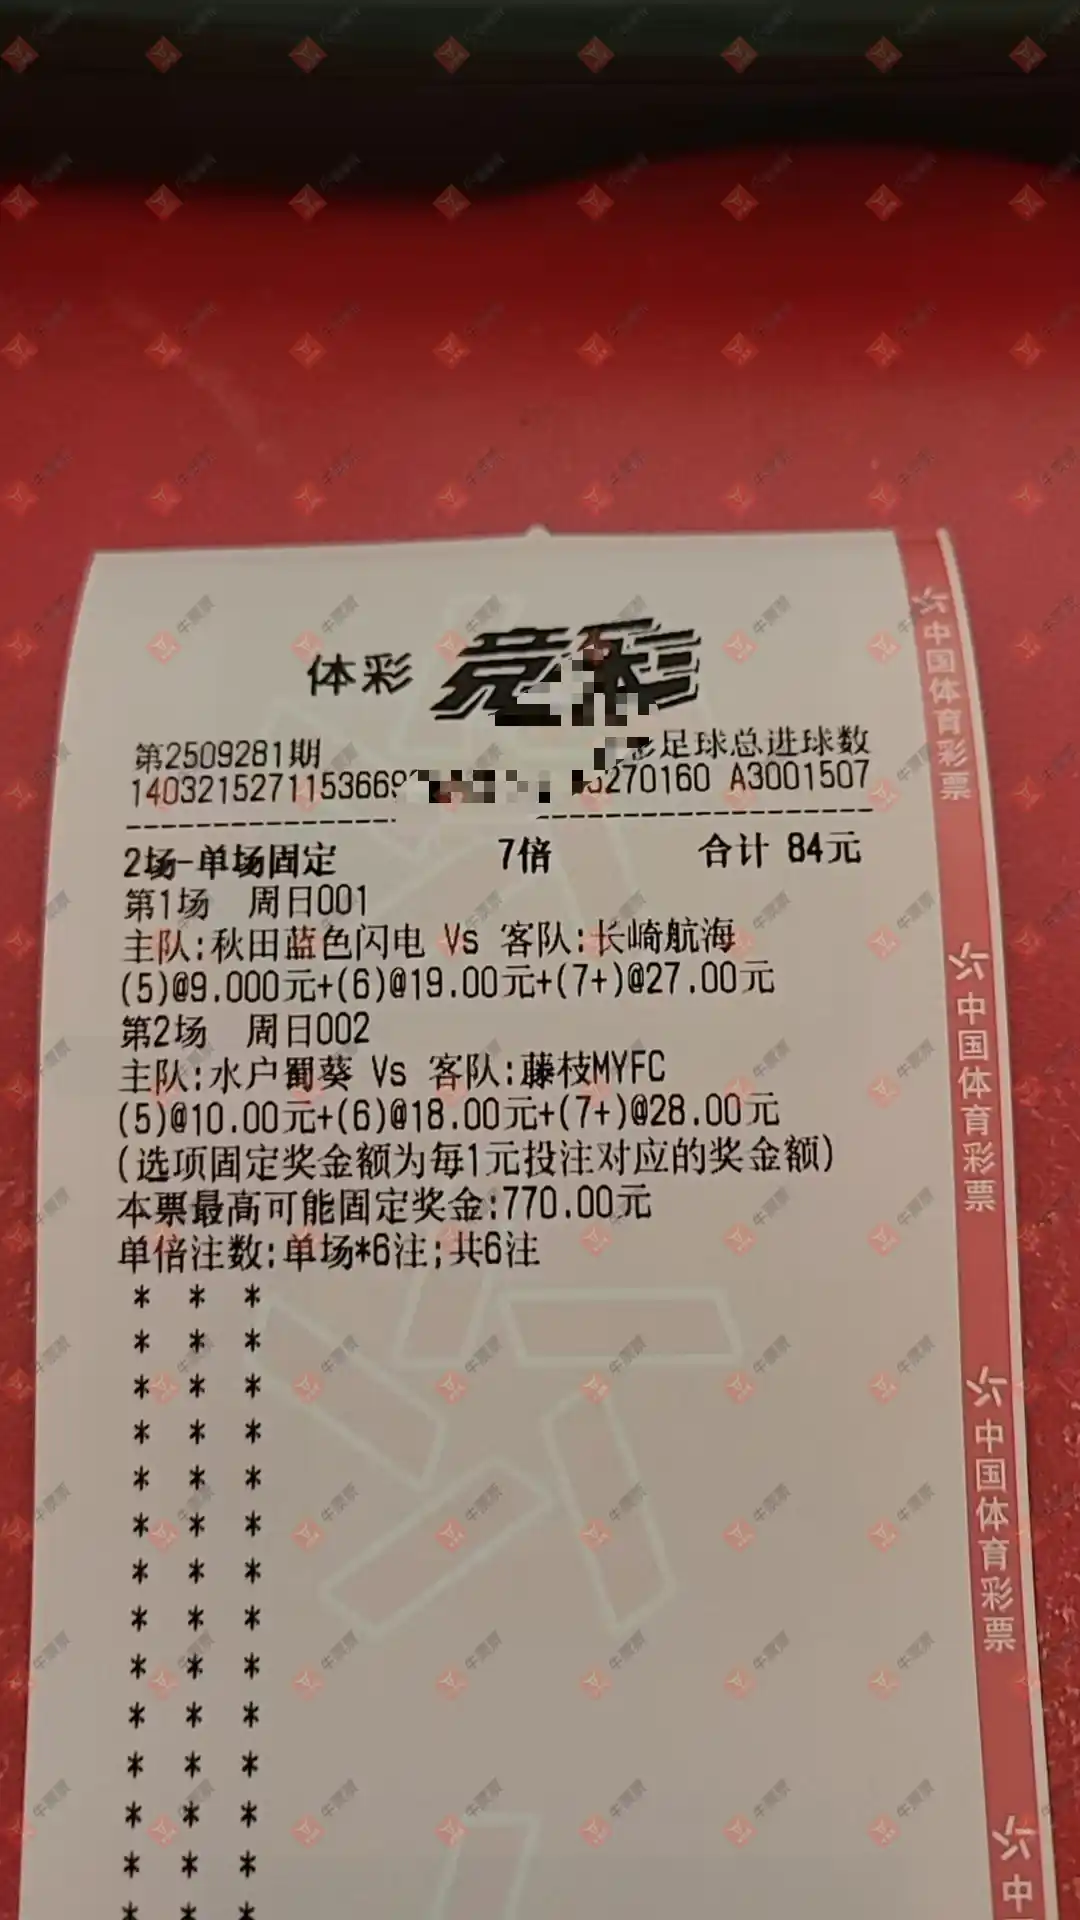 体彩 竞彩
第2509281期
足球总进球数
14032152711536669
5270160 A3001507
2场-单场固定 7倍 合计 84元
第1场 周日001
主队:秋田蓝色闪电 Vs 客队:长崎航海
(5)@9.000元+(6)@19.00元+(7+)@27.00元
第2场 周日002
主队:水户蜀葵 Vs 客队:藤枝MYFC
(5)@10.00元+(6)@18.00元+(7+)@28.00元
(选项固定奖金额为每1元投注对应的奖金额)
本票最高可能固定奖金:770.00元
单倍注数:单场*6注;共6注
* * *
* * *
* * *
* * *
* * *
* * *
* * *
* * *
* * *
* * *
* * *
* * *
* * *
* * *
中国体育彩票
中国体育彩票
中国体育彩票
中